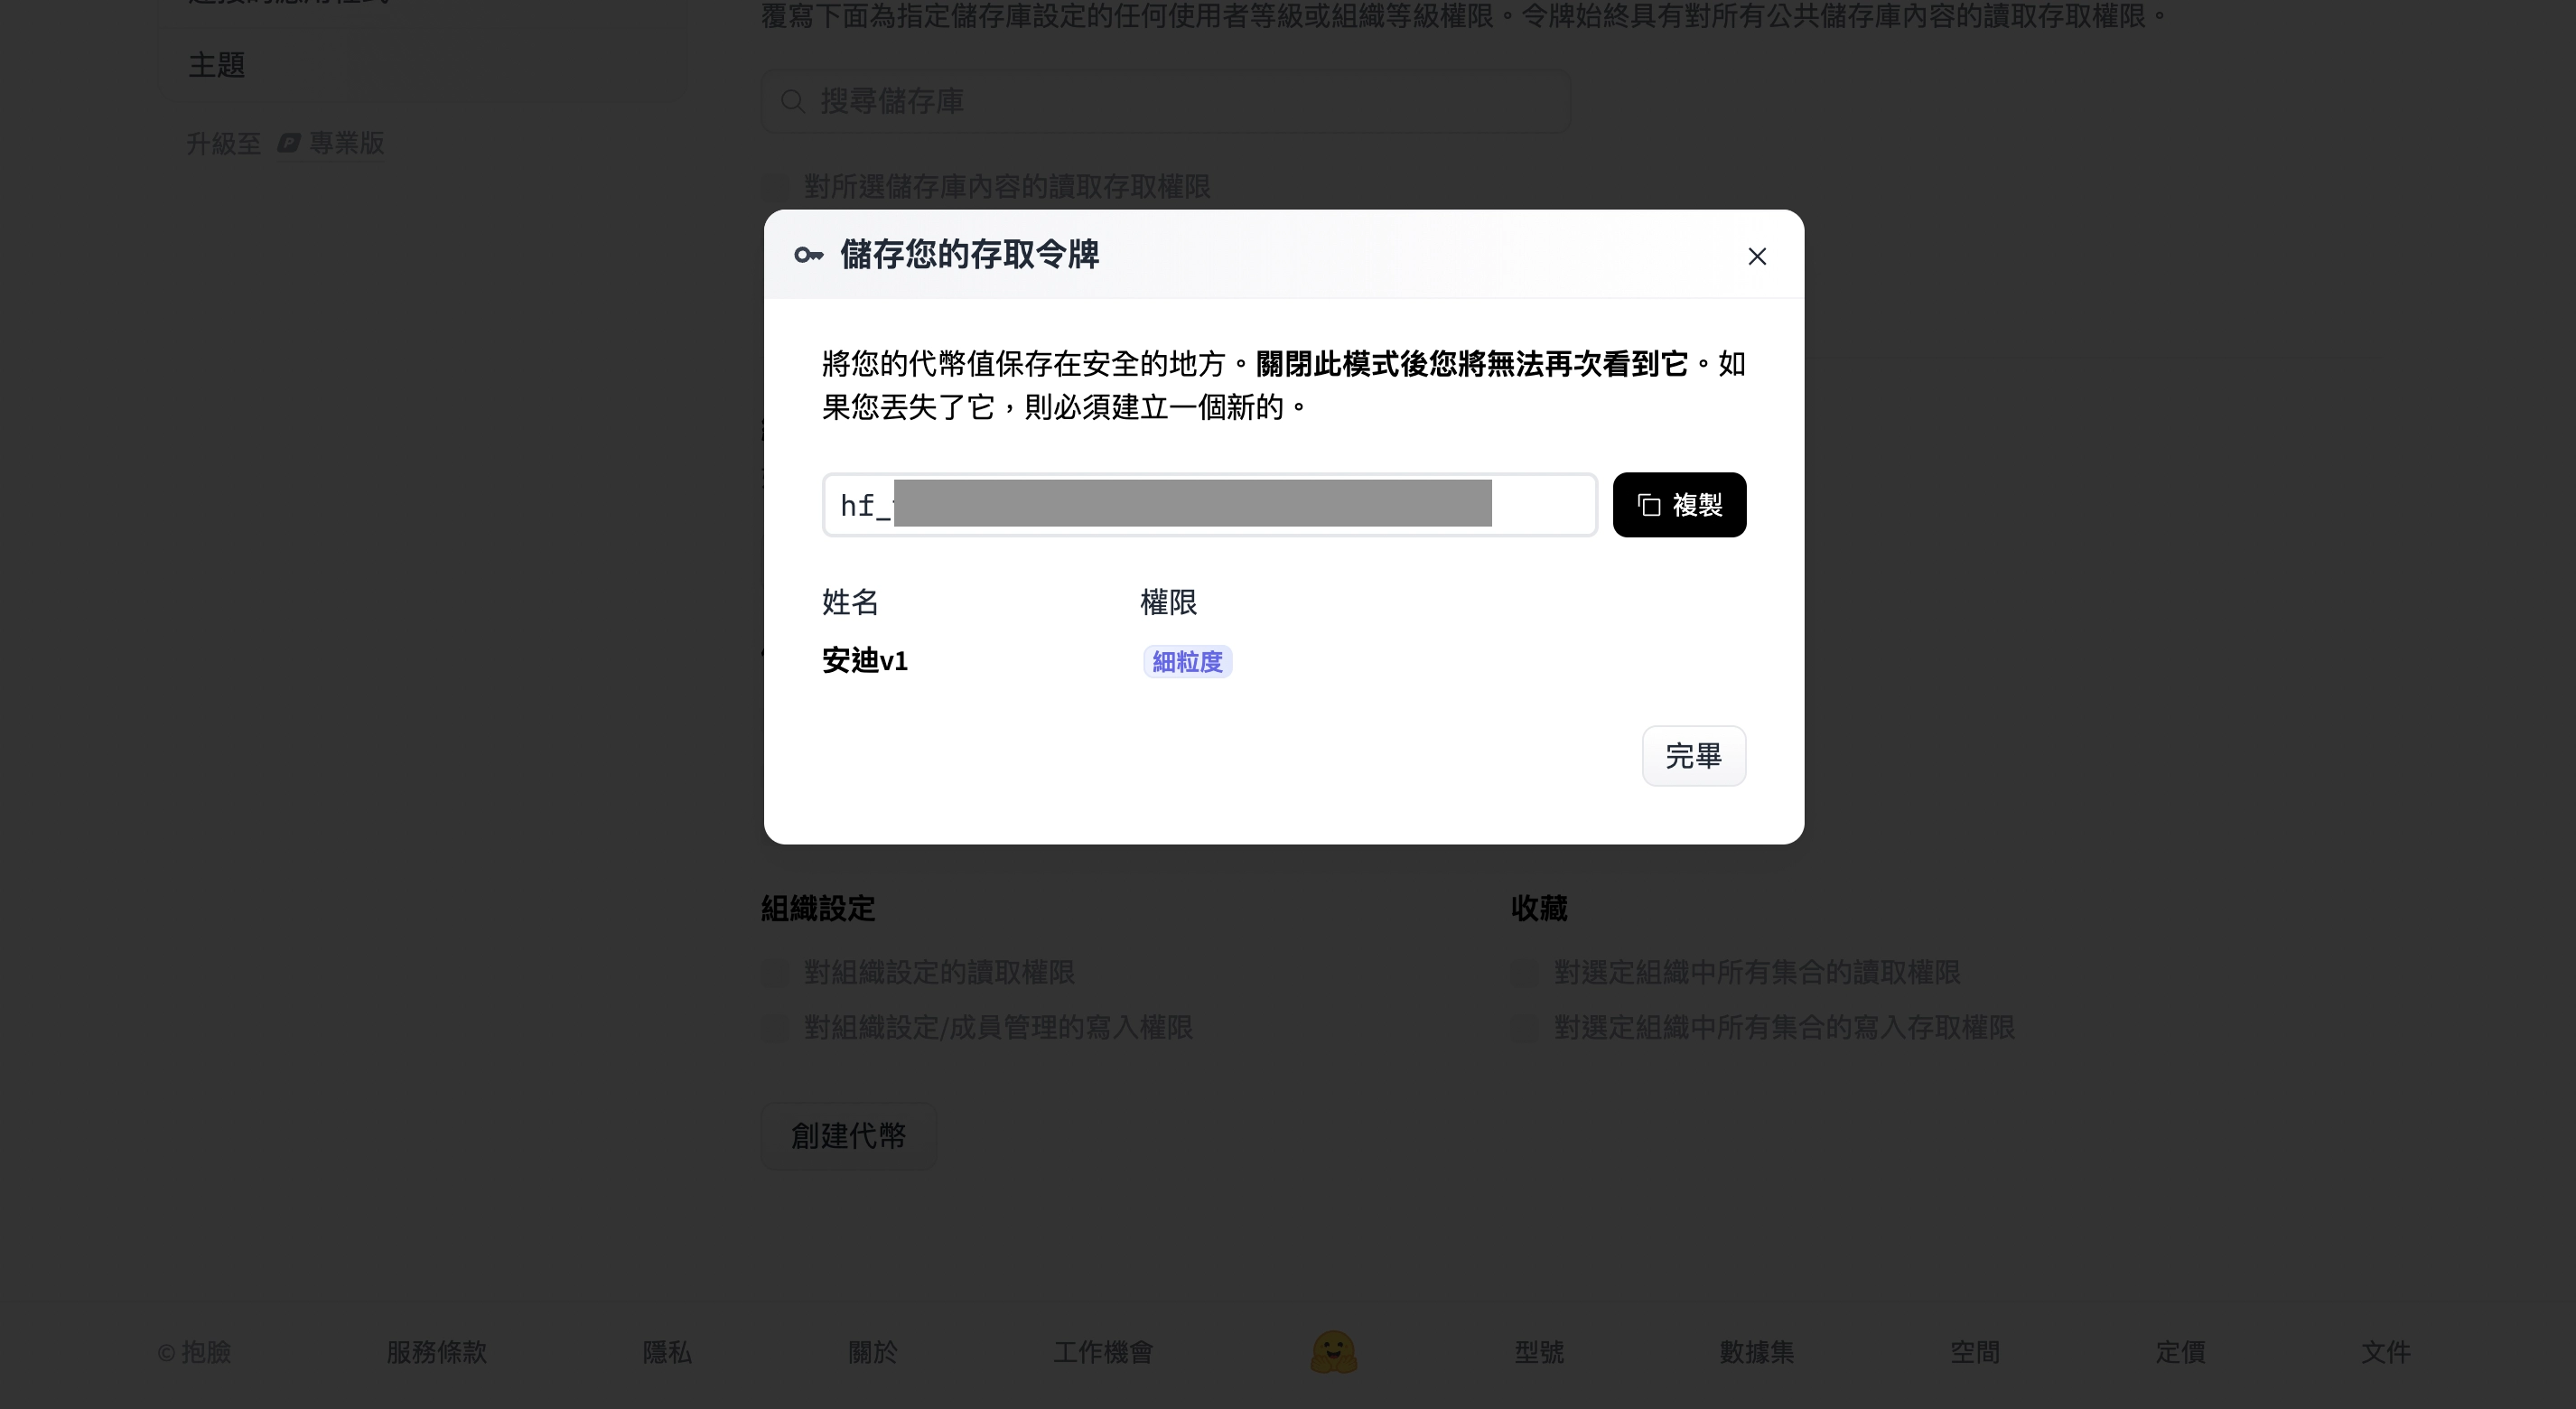 覆寫下面為指定儲存庫設定的任何使用者等級或組織等級權限。令牌始終具有對所有公共儲存庫內容的讀取存取權限。
主題
搜尋儲存庫
升級至 專業版
對所選儲存庫內容的讀取存取權限
儲存您的存取令牌
將您的代幣值保存在安全的地方。關閉此模式後您將無法再次看到它。如
果您丟失了它，則必須建立一個新的。
hf_
複製
姓名 權限
安迪v1 細粒度
完畢
組織設定 收藏
對組織設定的讀取權限 對選定組織中所有集合的讀取權限
對組織設定/成員管理的寫入權限 對選定組織中所有集合的寫入存取權限
創建代幣
© 抱臉 服務條款 隱私 關於 工作機會 型號 數據集 空間 定價 文件